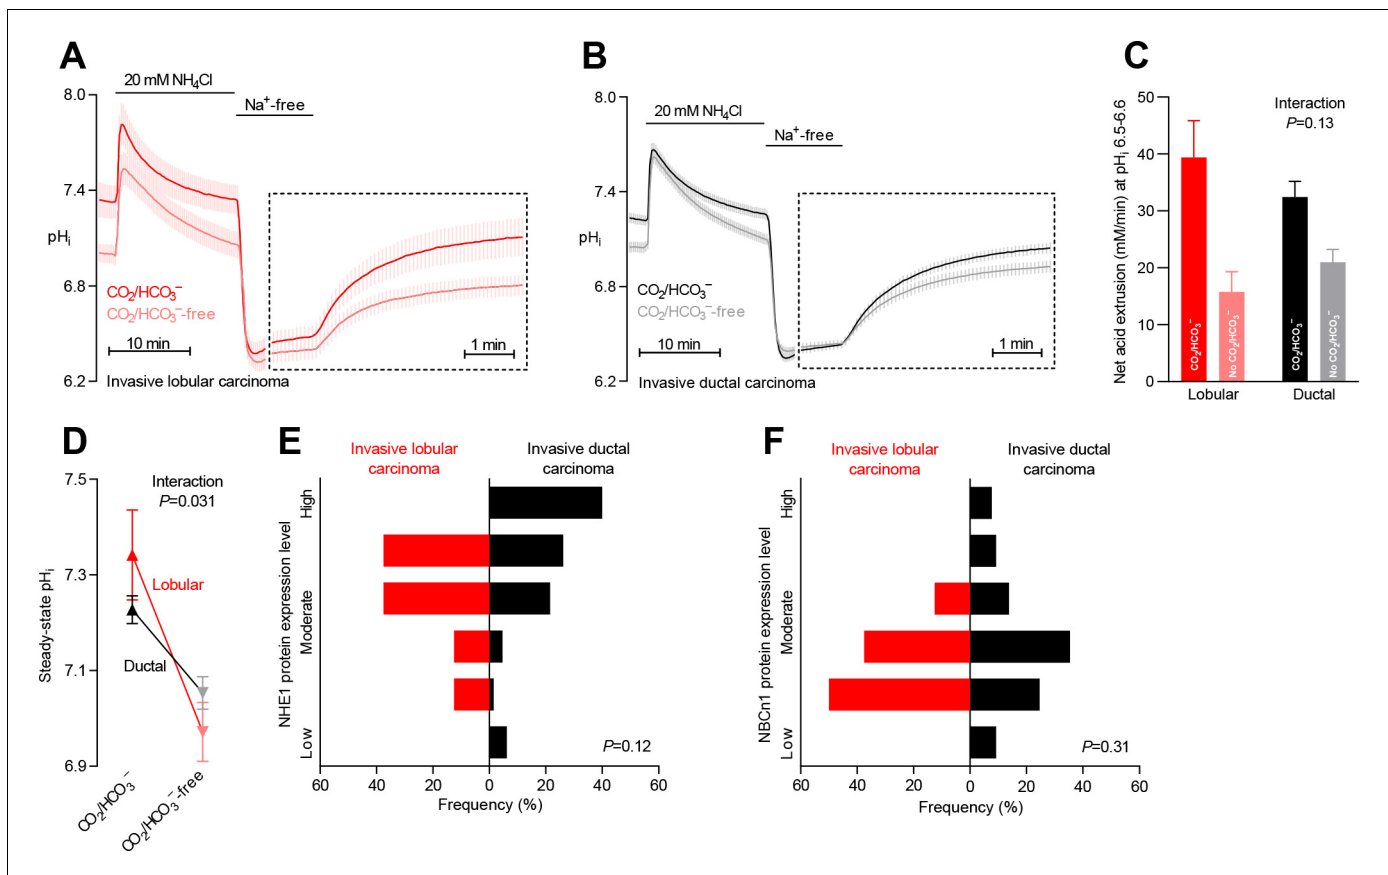 A
20 mM NH4Cl
Na+-free
8.0
7.4
pHi
6.8
6.2
CO2/HCO3−
CO2/HCO3−-free
10 min
1 min
Invasive lobular carcinoma
B
20 mM NH4Cl
Na+-free
8.0
7.4
pHi
6.8
6.2
CO2/HCO3−
CO2/HCO3−-free
10 min
1 min
Invasive ductal carcinoma
C
Net acid extrusion (mM/min) at pHi 6.5-6.6
50
40
30
20
10
0
Interaction
P=0.13
CO2/HCO3−
No CO2/HCO3−
CO2/HCO3−
No CO2/HCO3−
Lobular
Ductal
D
Steady-state pHi
7.5
7.3
7.1
6.9
Interaction
P=0.031
Lobular
Ductal
CO2/HCO3−
CO2/HCO3−-free
E
Invasive lobular
carcinoma
Invasive ductal
carcinoma
NHE1 protein expression level
High
Moderate
Low
P=0.12
60
40
20
0
20
40
60
Frequency (%)
F
Invasive lobular
carcinoma
Invasive ductal
carcinoma
NBCn1 protein expression level
High
Moderate
Low
P=0.31
60
40
20
0
20
40
60
Frequency (%)